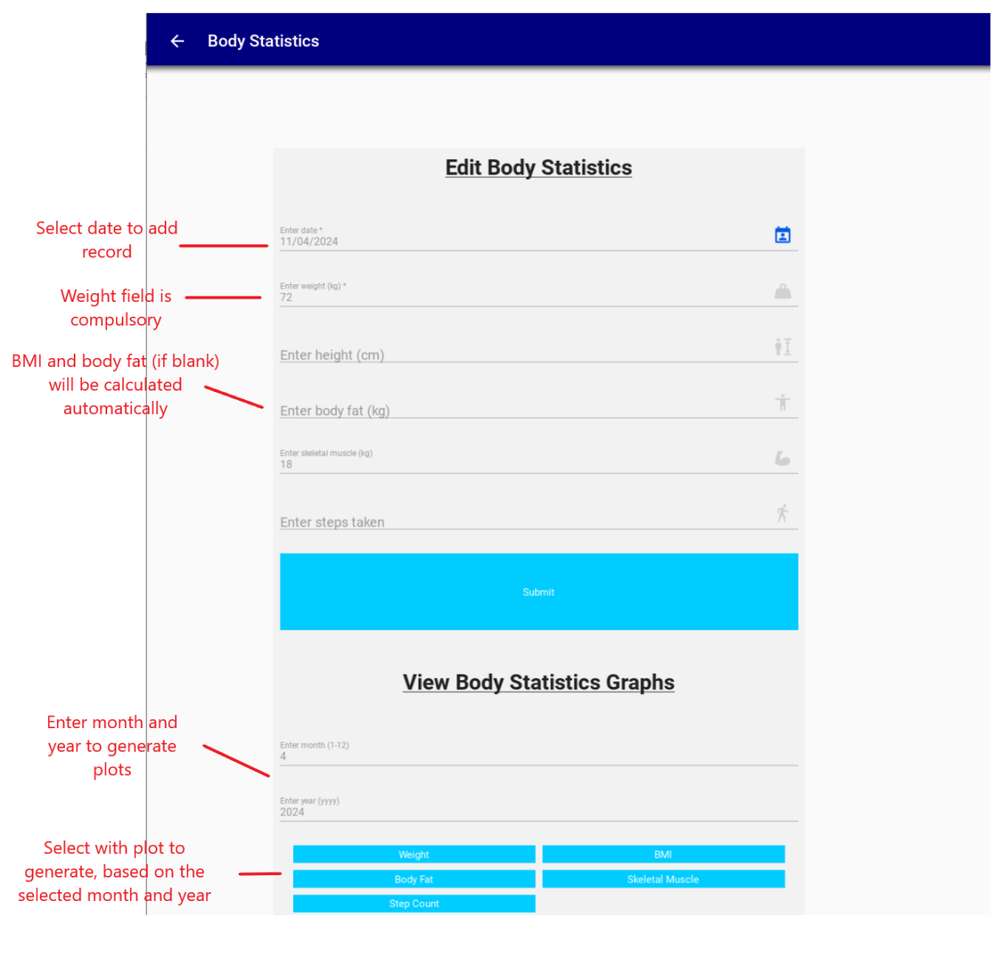 Body Statistics
Edit Body Statistics
Select date to add
record
Enter date *
11/04/2024
Weight field is
compulsory
Enter weight (kg) *
72
BMI and body fat (if blank)
will be calculated
automatically
Enter height (cm)
Enter body fat (kg)
Enter skeletal muscle (kg)
18
Enter steps taken
Submit
View Body Statistics Graphs
Enter month and
year to generate
plots
Enter month (1-12)
4
Enter year (yyyy)
2024
Select with plot to
generate, based on the
selected month and year
Weight
BMI
Body Fat
Skeletal Muscle
Step Count